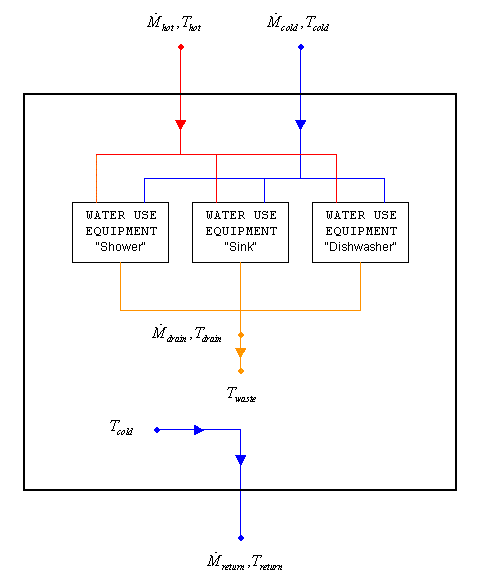 Ṁhot , Thot
Ṁcold , Tcold
WATER USE
EQUIPMENT
"Shower"
WATER USE
EQUIPMENT
"Sink"
WATER USE
EQUIPMENT
"Dishwasher"
Ṁdrain , Tdrain
Twaste
Tcold
Ṁreturn , Treturn